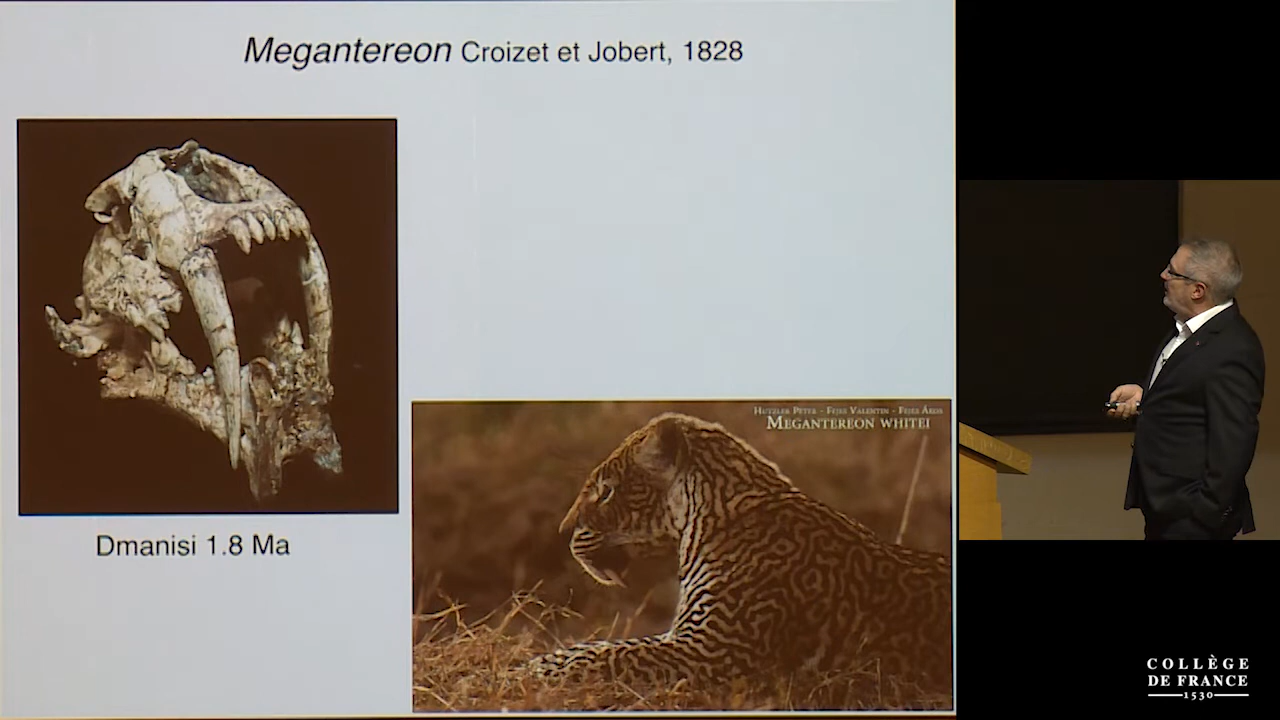 Megantereon Croizet et Jobert, 1828
Hutzler Peter - Fejes Valentin - Fejes Ákos
MEGANTEREON WHITEI
Dmanisi 1.8 Ma
COLLÈGE
DE FRANCE
1530